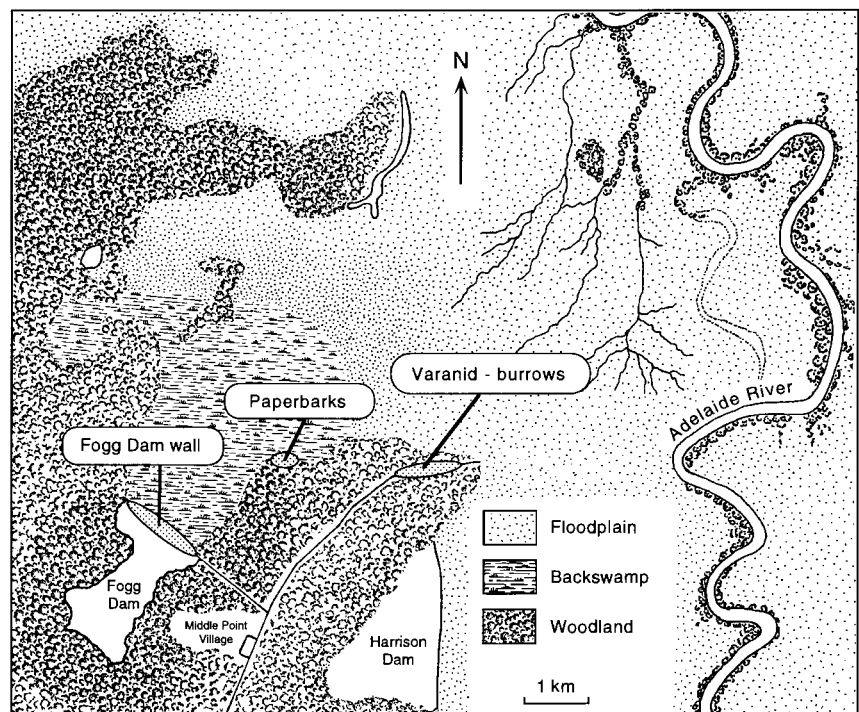 N
Varanid - burrows
Paperbarks
Fogg Dam wall
Adelaide River
Floodplain
Backswamp
Woodland
Fogg
Dam
Middle Point
Village
Harrison
Dam
1 km